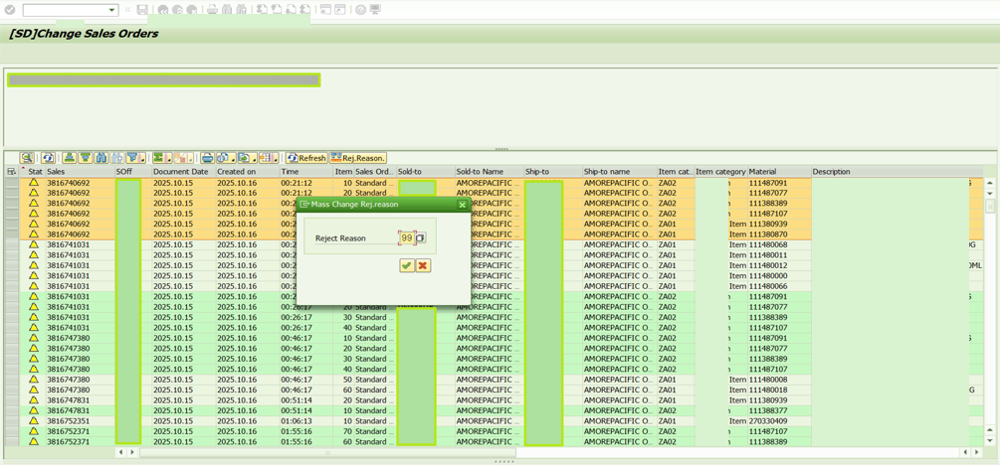 [SD]Change Sales Orders
Refresh Rej.Reason.
Stat Sales SOff Document Date Created on Time Item Sales Ord... Sold-to Sold-to Name Ship-to Ship-to name Item cat... Item category Material Description
3816740692 2025.10.15 2025.10.16 00:21:12 10 Standard ... AMOREPACIFIC ... AMOREPACIFIC O... ZA02 111487091
3816740692 2025.10.15 2025.10.16 00:21:12 20 Standard ... AMOREPACIFIC ... AMOREPACIFIC O... ZA02 111487077
3816740692 2025.10.15 2025.10.16 AMOREPACIFIC O... ZA02 111388389
3816740692 2025.10.15 2025.10.16 AMOREPACIFIC O... ZA02 111487107
3816740692 2025.10.15 2025.10.16 AMOREPACIFIC O... ZA01 Item 111380939
3816740692 2025.10.15 2025.10.16 AMOREPACIFIC O... ZA01 Item 111380870
3816741031 2025.10.15 2025.10.16 AMOREPACIFIC O... ZA01 111480068
3816741031 2025.10.15 2025.10.16 AMOREPACIFIC O... ZA01 111480011
3816741031 2025.10.15 2025.10.16 AMOREPACIFIC O... ZA01 111480012 OML
3816741031 2025.10.15 2025.10.16 AMOREPACIFIC O... ZA01 111480000
3816741031 2025.10.15 2025.10.16 AMOREPACIFIC O... ZA01 111480066
3816741031 2025.10.15 2025.10.16 AMOREPACIFIC O... ZA02 111487091
3816741031 2025.10.15 2025.10.16 00:26:17 20 Standard ... AMOREPACIFIC ... AMOREPACIFIC O... ZA02 111487077
3816741031 2025.10.15 2025.10.16 00:26:17 30 Standard ... AMOREPACIFIC ... AMOREPACIFIC O... ZA02 111388389
3816741031 2025.10.15 2025.10.16 00:26:17 40 Standard ... AMOREPACIFIC ... AMOREPACIFIC O... ZA02 111487107
3816747380 2025.10.15 2025.10.16 00:46:17 10 Standard ... AMOREPACIFIC ... AMOREPACIFIC O... ZA02 111487091
3816747380 2025.10.15 2025.10.16 00:46:17 20 Standard ... AMOREPACIFIC ... AMOREPACIFIC O... ZA02 111487077
3816747380 2025.10.15 2025.10.16 00:46:17 30 Standard ... AMOREPACIFIC ... AMOREPACIFIC O... ZA02 111388389
3816747380 2025.10.15 2025.10.16 00:46:17 40 Standard ... AMOREPACIFIC ... AMOREPACIFIC O... ZA02 111487107
3816747380 2025.10.15 2025.10.16 00:46:17 50 Standard ... AMOREPACIFIC ... AMOREPACIFIC O... ZA01 Item 111480008
3816747380 2025.10.15 2025.10.16 00:46:17 60 Standard ... AMOREPACIFIC ... AMOREPACIFIC O... ZA01 Item 111480018
3816747831 2025.10.15 2025.10.16 00:51:14 20 Standard ... AMOREPACIFIC ... AMOREPACIFIC O... ZA01 Item 111380939
3816747831 2025.10.15 2025.10.16 00:51:14 10 Standard ... AMOREPACIFIC ... AMOREPACIFIC O... ZA02 111388377
3816752351 2025.10.15 2025.10.16 01:06:13 10 Standard ... AMOREPACIFIC ... AMOREPACIFIC O... ZA01 Item 270330409
3816752371 2025.10.15 2025.10.16 01:55:16 70 Standard ... AMOREPACIFIC ... AMOREPACIFIC O... ZA02 111487107
3816752371 2025.10.15 2025.10.16 01:55:16 60 Standard ... AMOREPACIFIC ... AMOREPACIFIC O... ZA02 111388389
Mass Change Rej.reason
Reject Reason 99